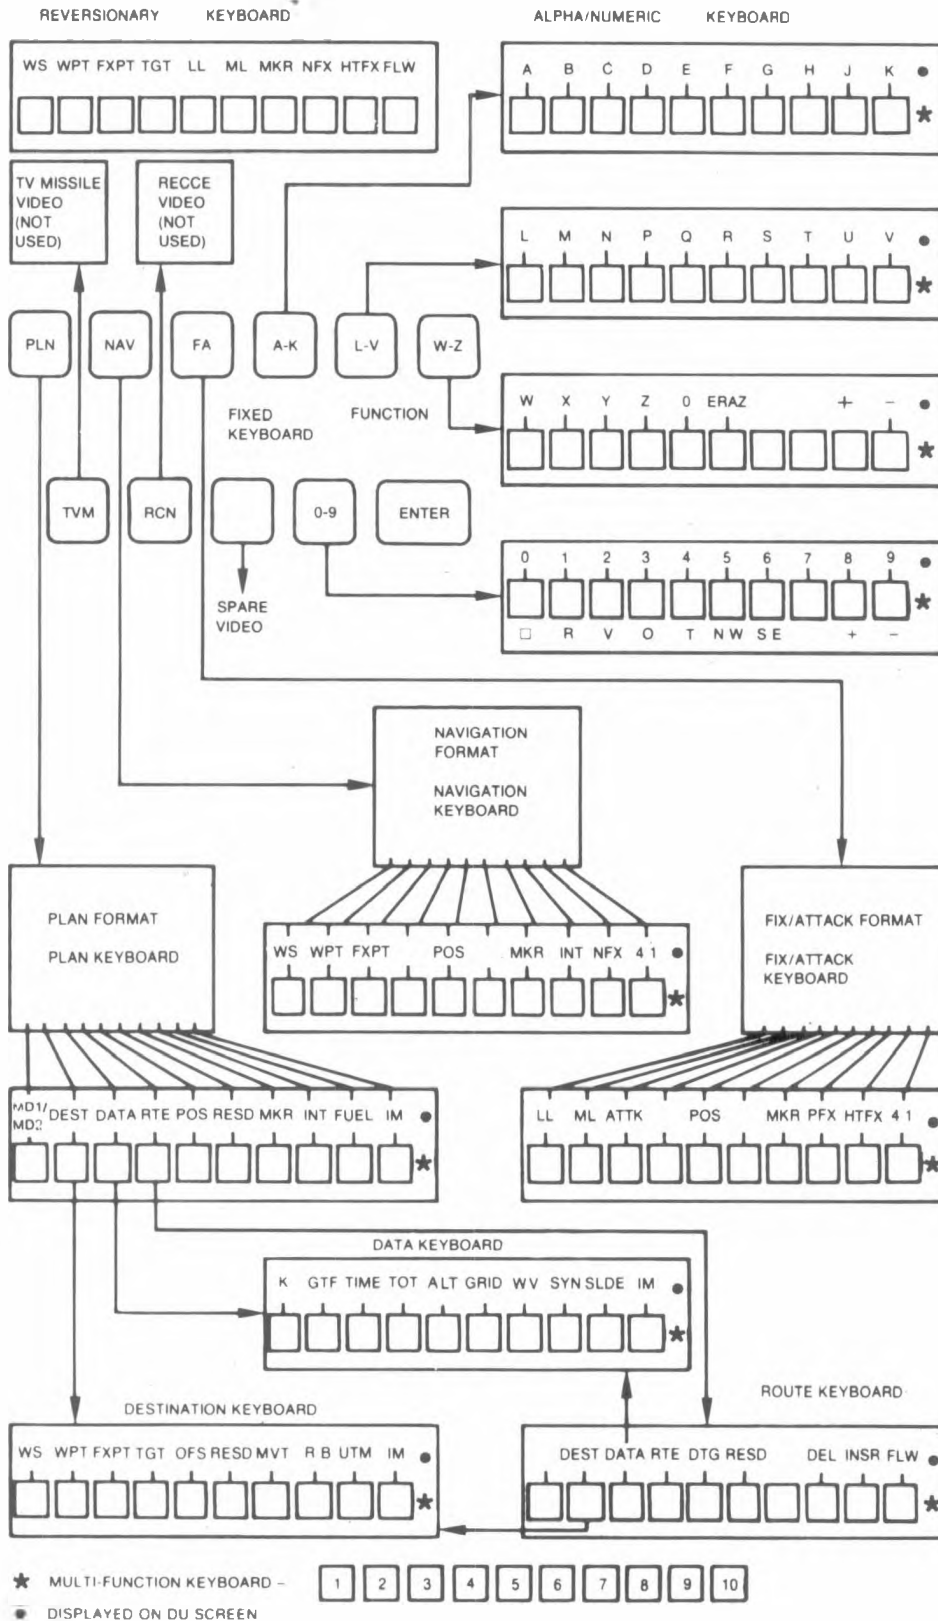 REVERSIONARY KEYBOARD
WS WPT FXPT TGT LL ML MKR NFX HTFX FLW
ALPHA/NUMERIC KEYBOARD
A B C D E F G H J K
TV MISSILE
VIDEO
(NOT
USED)
RECCE
VIDEO
(NOT
USED)
L M N P Q R S T U V
PLN NAV FA A-K L-V W-Z
FIXED FUNCTION
KEYBOARD
W X Y Z 0 ERAZ + −
TVM RCN 0-9 ENTER
SPARE
VIDEO
0 1 2 3 4 5 6 7 8 9
□ R V O T N W S E + −
NAVIGATION
FORMAT
NAVIGATION
KEYBOARD
PLAN FORMAT
PLAN KEYBOARD
FIX/ATTACK FORMAT
FIX/ATTACK
KEYBOARD
WS WPT FXPT POS MKR INT NFX 4 1
MD1/
MD2 DEST DATA RTE POS RESD MKR INT FUEL IM
LL ML ATTK POS MKR PFX HTFX 4 1
DATA KEYBOARD
K GTF TIME TOT ALT GRID WV SYN SLDE IM
DESTINATION KEYBOARD
WS WPT FXPT TGT OFS RESD MVT R B UTM IM
ROUTE KEYBOARD
DEST DATA RTE DTG RESD DEL INSR FLW
★ MULTI-FUNCTION KEYBOARD – 1 2 3 4 5 6 7 8 9 10
● DISPLAYED ON DU SCREEN